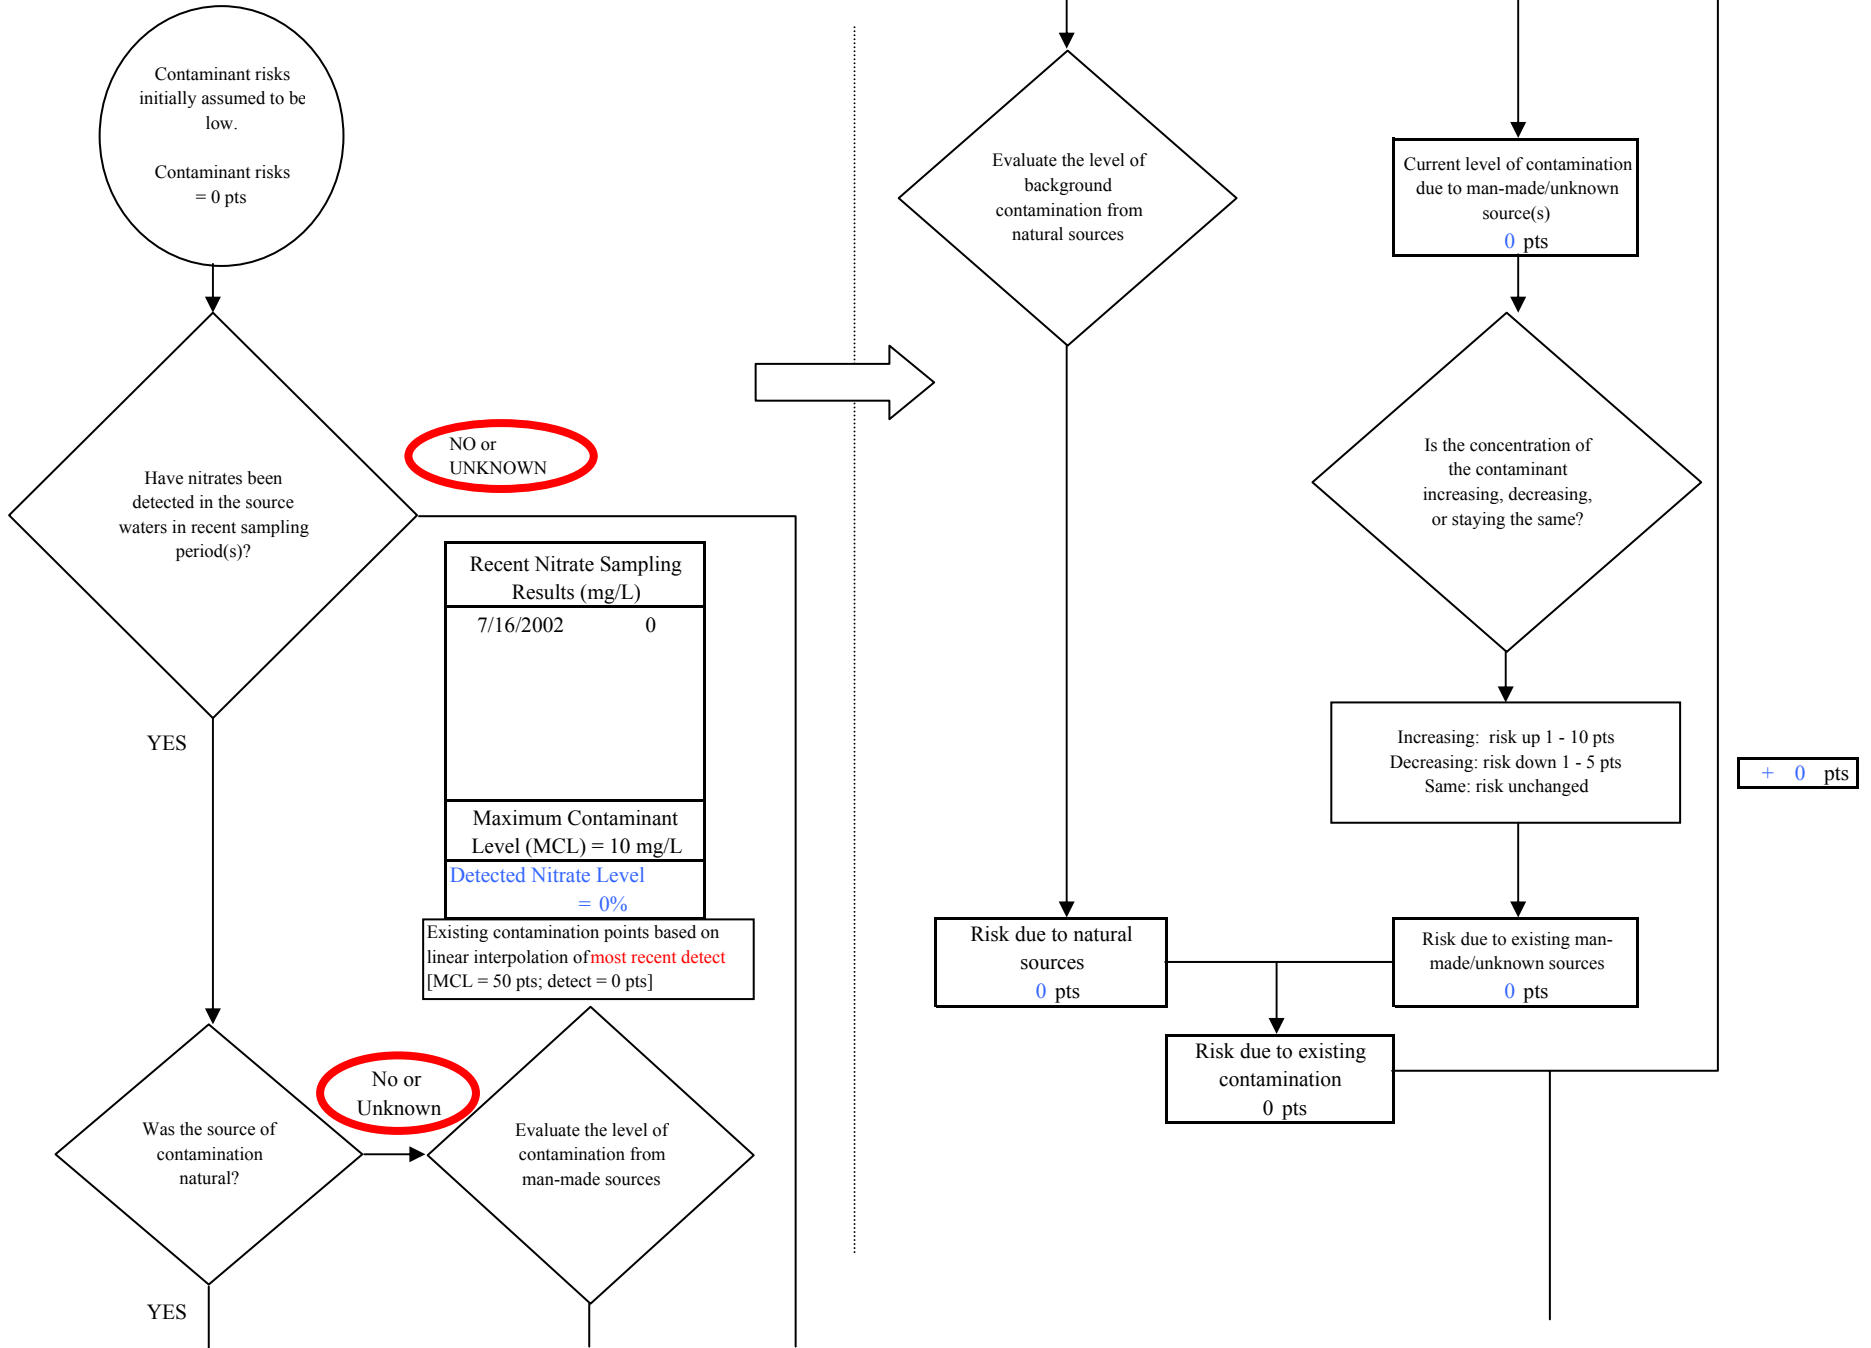 Contaminant risks
initially assumed to be
low.
Contaminant risks
= 0 pts
Have nitrates been
detected in the source
waters in recent sampling
period(s)?
NO or
UNKNOWN
YES
Recent Nitrate Sampling
Results (mg/L)
7/16/2002 0
Maximum Contaminant
Level (MCL) = 10 mg/L
Detected Nitrate Level
= 0%
Existing contamination points based on
linear interpolation of most recent detect
[MCL = 50 pts; detect = 0 pts]
Was the source of
contamination
natural?
No or
Unknown
Evaluate the level of
contamination from
man-made sources
YES
Evaluate the level of
background
contamination from
natural sources
Current level of contamination
due to man-made/unknown
source(s)
0 pts
Is the concentration of
the contaminant
increasing, decreasing,
or staying the same?
Increasing: risk up 1 - 10 pts
Decreasing: risk down 1 - 5 pts
Same: risk unchanged
+ 0 pts
Risk due to natural
sources
0 pts
Risk due to existing man-
made/unknown sources
0 pts
Risk due to existing
contamination
0 pts